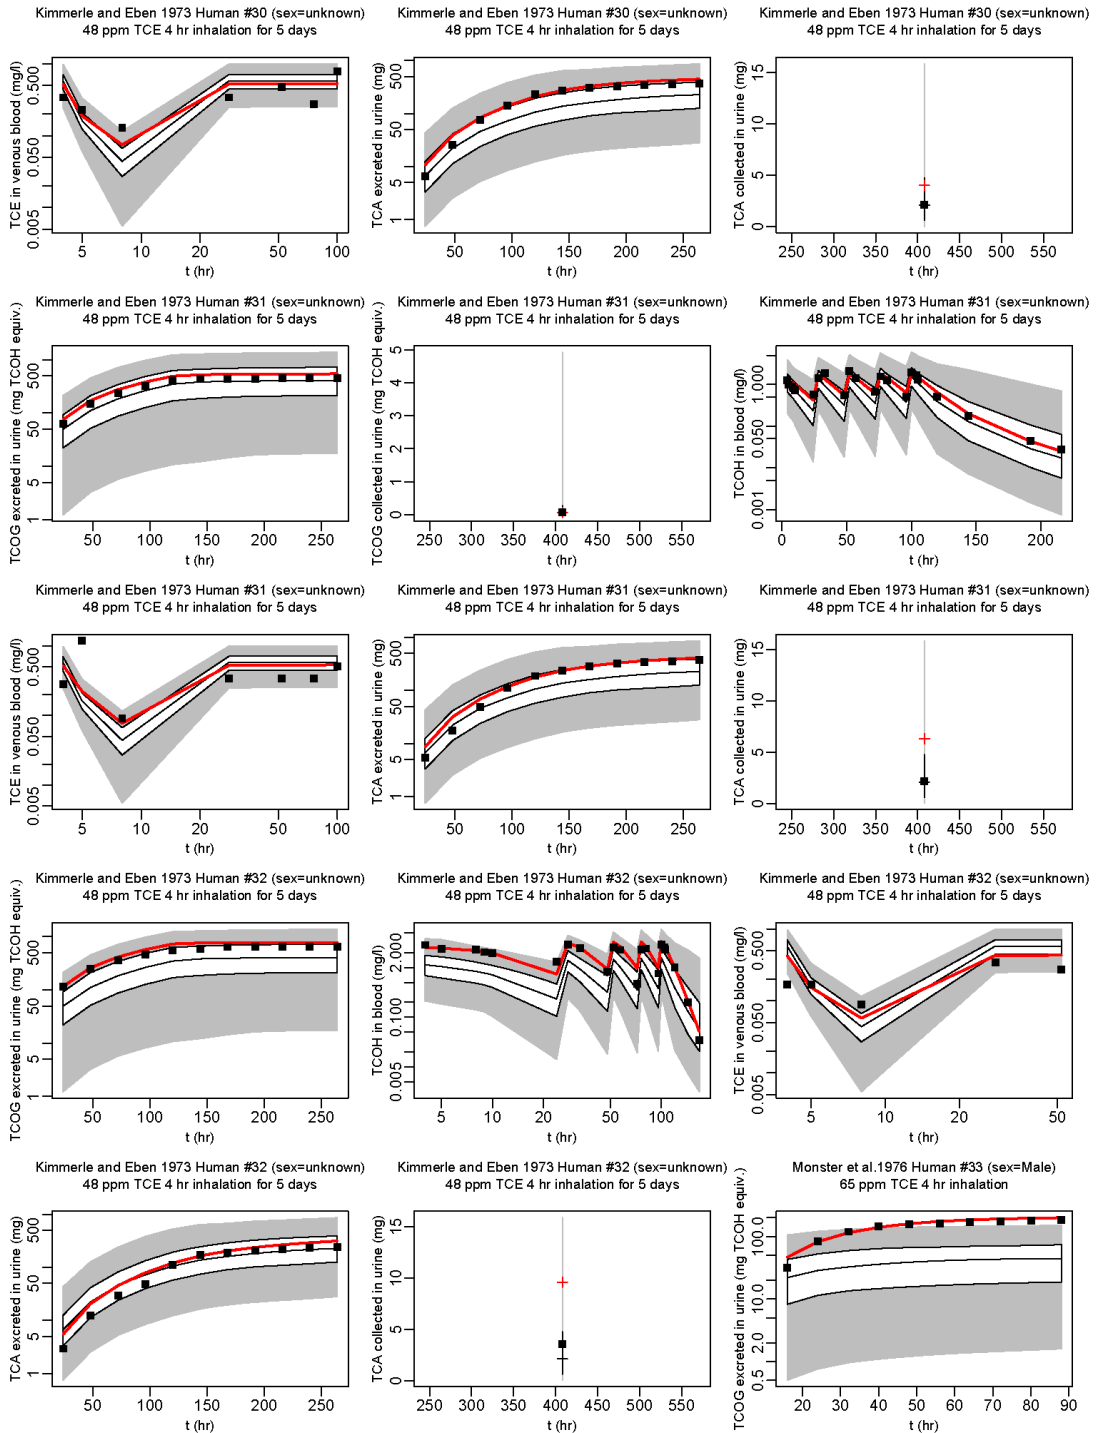 Kimmerle and Eben 1973 Human #30 (sex=unknown)
48 ppm TCE 4 hr inhalation for 5 days
TCE in venous blood (mg/l)
0.005 0.050 0.500
5 10 20 50 100
t (hr)
Kimmerle and Eben 1973 Human #30 (sex=unknown)
48 ppm TCE 4 hr inhalation for 5 days
TCA excreted in urine (mg)
1 5 50 500
50 100 150 200 250
t (hr)
Kimmerle and Eben 1973 Human #30 (sex=unknown)
48 ppm TCE 4 hr inhalation for 5 days
TCA collected in urine (mg)
0 5 10 15
250 300 350 400 450 500 550
t (hr)
Kimmerle and Eben 1973 Human #31 (sex=unknown)
48 ppm TCE 4 hr inhalation for 5 days
TCOG excreted in urine (mg TCOH equiv.)
1 5 50 500
50 100 150 200 250
t (hr)
Kimmerle and Eben 1973 Human #31 (sex=unknown)
48 ppm TCE 4 hr inhalation for 5 days
TCOG collected in urine (mg TCOH equiv.)
0 1 2 3 4 5
250 300 350 400 450 500 550
t (hr)
Kimmerle and Eben 1973 Human #31 (sex=unknown)
48 ppm TCE 4 hr inhalation for 5 days
TCOH in blood (mg/l)
0.001 0.050 1.000
0 50 100 150 200
t (hr)
Kimmerle and Eben 1973 Human #31 (sex=unknown)
48 ppm TCE 4 hr inhalation for 5 days
TCE in venous blood (mg/l)
0.005 0.050 0.500
5 10 20 50 100
t (hr)
Kimmerle and Eben 1973 Human #31 (sex=unknown)
48 ppm TCE 4 hr inhalation for 5 days
TCA excreted in urine (mg)
1 5 50 500
50 100 150 200 250
t (hr)
Kimmerle and Eben 1973 Human #31 (sex=unknown)
48 ppm TCE 4 hr inhalation for 5 days
TCA collected in urine (mg)
0 5 10 15
250 300 350 400 450 500 550
t (hr)
Kimmerle and Eben 1973 Human #32 (sex=unknown)
48 ppm TCE 4 hr inhalation for 5 days
TCOG excreted in urine (mg TCOH equiv.)
1 5 50 500
50 100 150 200 250
t (hr)
Kimmerle and Eben 1973 Human #32 (sex=unknown)
48 ppm TCE 4 hr inhalation for 5 days
TCOH in blood (mg/l)
0.005 0.100 2.000
5 10 20 50 100
t (hr)
Kimmerle and Eben 1973 Human #32 (sex=unknown)
48 ppm TCE 4 hr inhalation for 5 days
TCE in venous blood (mg/l)
0.005 0.050 0.500
5 10 20 50
t (hr)
Kimmerle and Eben 1973 Human #32 (sex=unknown)
48 ppm TCE 4 hr inhalation for 5 days
TCA excreted in urine (mg)
1 5 50 500
50 100 150 200 250
t (hr)
Kimmerle and Eben 1973 Human #32 (sex=unknown)
48 ppm TCE 4 hr inhalation for 5 days
TCA collected in urine (mg)
0 5 10 15
250 300 350 400 450 500 550
t (hr)
Monster et al.1976 Human #33 (sex=Male)
65 ppm TCE 4 hr inhalation
TCOG excreted in urine (mg TCOH equiv.)
0.5 2.0 10.0 100.0
20 30 40 50 60 70 80 90
t (hr)